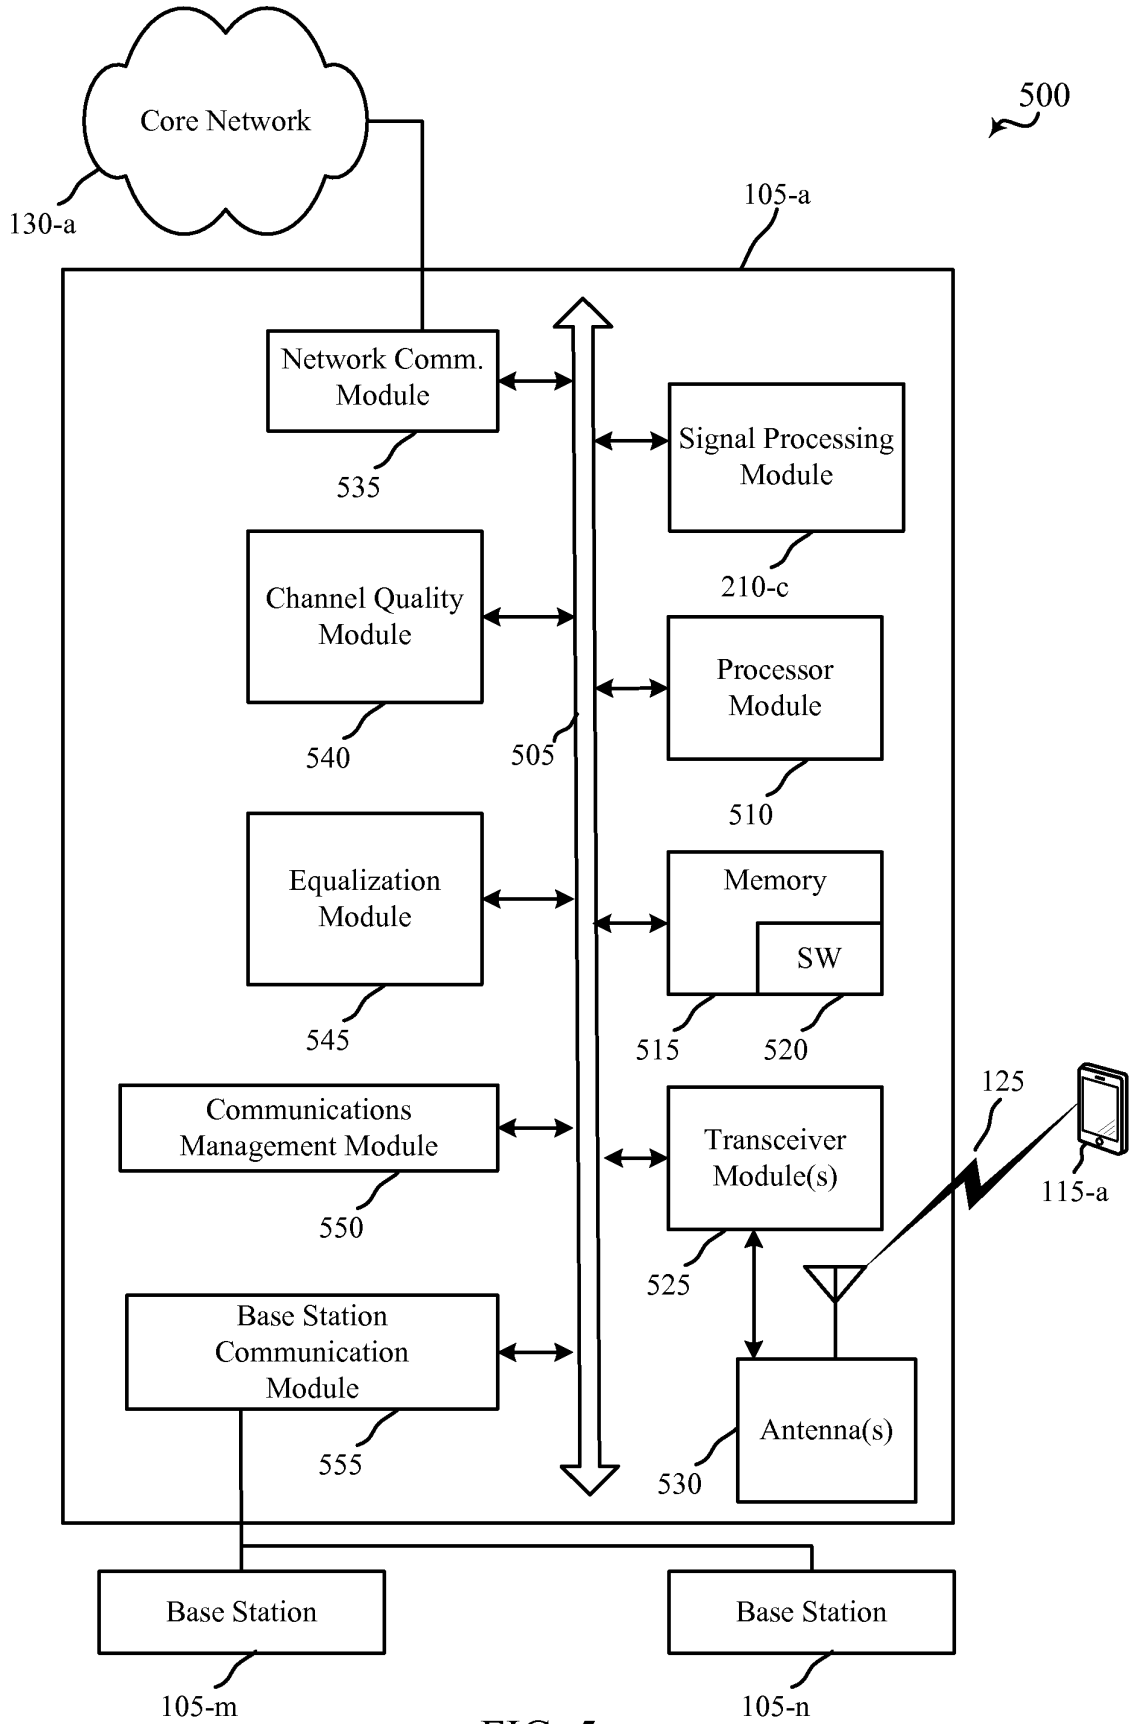 500
Core Network
130-a
105-a
Network Comm.
Module
535
Signal Processing
Module
210-c
Channel Quality
Module
540
505
Processor
Module
510
Equalization
Module
545
Memory
SW
515
520
Communications
Management Module
550
Transceiver
Module(s)
525
125
115-a
Base Station
Communication
Module
555
Antenna(s)
530
Base Station
105-m
Base Station
105-n
FIG. 5